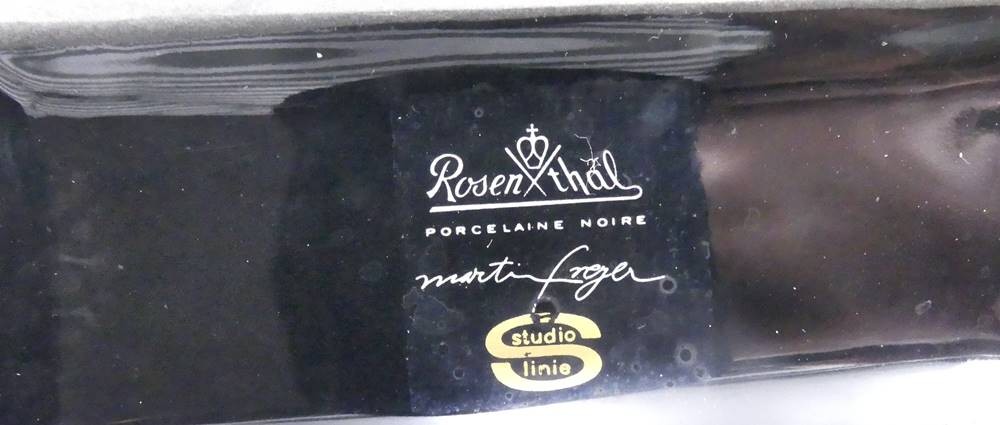 Rosenthal
PORCELAINE NOIRE
martin freyer
studio
linie